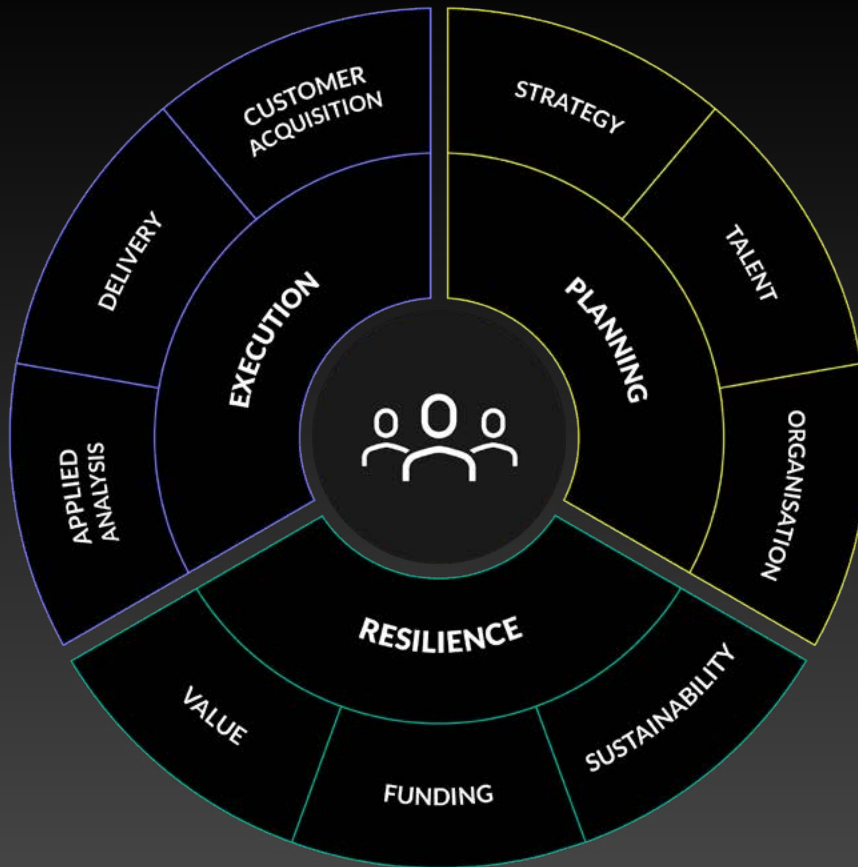 CUSTOMER
ACQUISITION
STRATEGY
DELIVERY
TALENT
EXECUTION
PLANNING
APPLIED
ANALYSIS
ORGANISATION
RESILIENCE
VALUE
FUNDING
SUSTAINABILITY